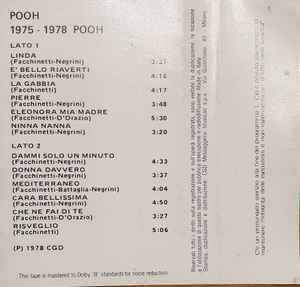 POOH
1975 - 1978 POOH
LATO 1
LINDA
(Facchinetti-Negrini) 3:27
E' BELLO RIAVERTI
(Facchinetti-Negrini) 4:16
LA GABBIA
(Facchinetti) 4:17
PIERRE
(Facchinetti-Negrini) 3:48
ELEONORA MIA MADRE
(Facchinetti-D'Orazio) 5:30
NINNA NANNA
(Facchinetti-Negrini) 3:20
LATO 2
DAMMI SOLO UN MINUTO
(Facchinetti-Negrini) 4:33
DONNA DAVVERO
(Facchinetti-Negrini) 3:37
MEDITERRANEO
(Facchinetti-Battaglia-Negrini) 4:04
CARA BELLISSIMA
(Facchinetti-Negrini) 4:50
CHE NE FAI DI TE
(Facchinetti-D'Orazio) 3:27
RISVEGLIO
(Facchinetti) 5:06
(P) 1978 CGD
This tape is mastered to Dolby 'B' standards for noise reduction